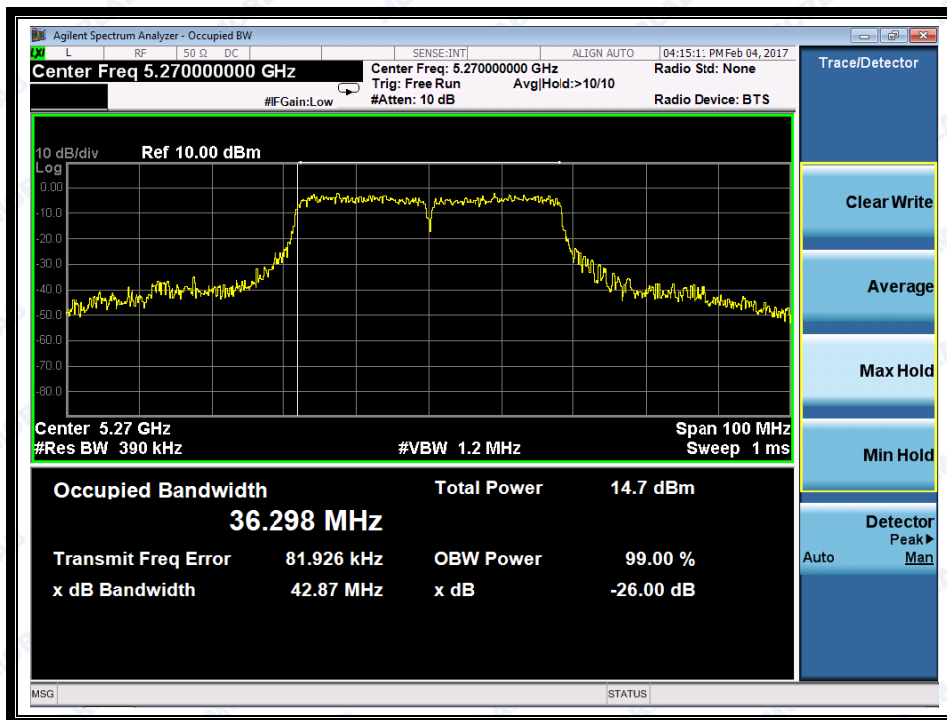 Agilent Spectrum Analyzer - Occupied BW
LXI L RF 50 Ω DC SENSE:INT ALIGN AUTO 04:15:11 PM Feb 04, 2017
Center Freq 5.270000000 GHz
Center Freq: 5.270000000 GHz
Radio Std: None
Trig: Free Run Avg|Hold:>10/10
#IFGain:Low
#Atten: 10 dB
Radio Device: BTS
10 dB/div Ref 10.00 dBm
Log
0.00
-10.0
-20.0
-30.0
-40.0
-50.0
-60.0
-70.0
-80.0
Center 5.27 GHz Span 100 MHz
#Res BW 390 kHz #VBW 1.2 MHz Sweep 1 ms
Occupied Bandwidth Total Power 14.7 dBm
36.298 MHz
Transmit Freq Error 81.926 kHz OBW Power 99.00 %
x dB Bandwidth 42.87 MHz x dB -26.00 dB
MSG STATUS
Trace/Detector
Clear Write
Average
Max Hold
Min Hold
Detector
Peak▶
Auto Man